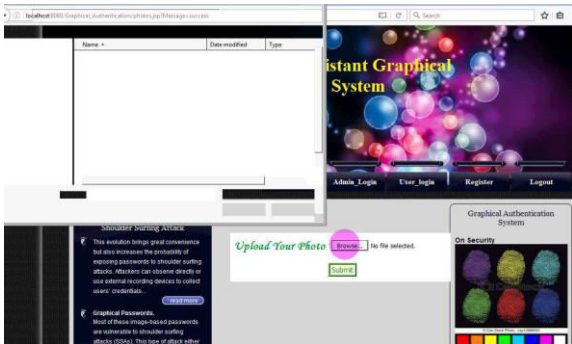 localhost:8080/Graphical_Authentication/photos.jsp?Message=success
Search
Name
Date modified
Type
istant Graphical
System
Admin_Login
User_login
Register
Logout
Shoulder Surfing Attack
This evolution brings great convenience
but also increases the probability of
exposing passwords to shoulder surfing
attacks. Attackers can observe directly or
use external recording devices to collect
users' credentials...
read more
Graphical Passwords.
Most of these image-based passwords
are vulnerable to shoulder surfing
attacks (SSAs). This type of attack either
Upload Your Photo
Browse...
No file selected.
Submit
Graphical Authentication
System
On Security